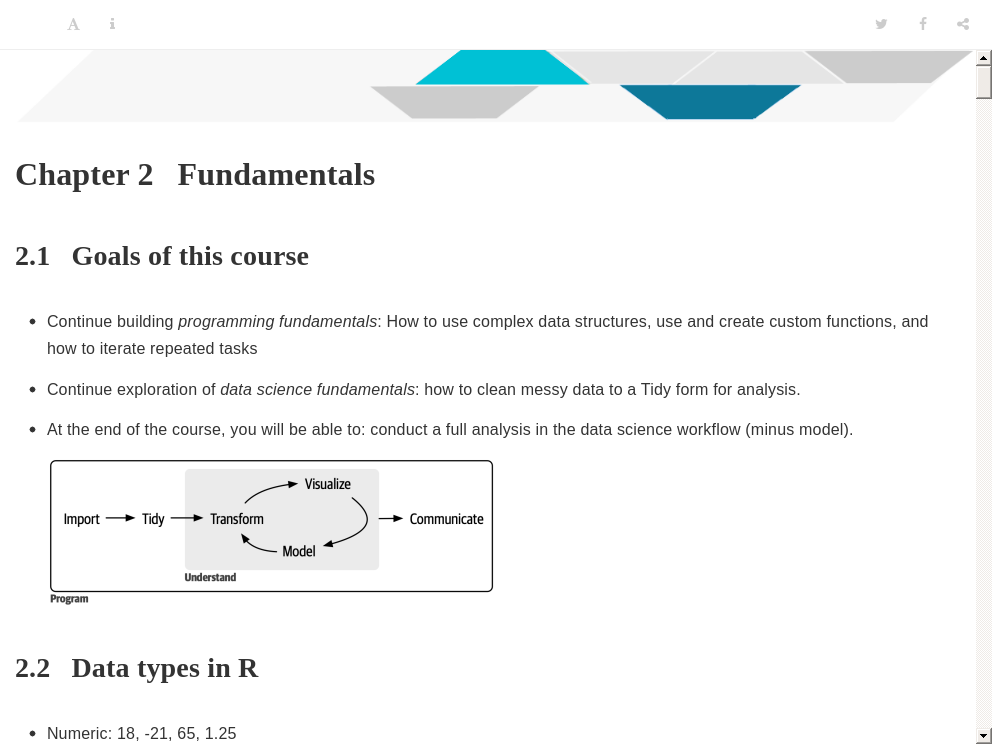 Chapter 2 Fundamentals
2.1 Goals of this course
Continue building programming fundamentals: How to use complex data structures, use and create custom functions, and
how to iterate repeated tasks
Continue exploration of data science fundamentals: how to clean messy data to a Tidy form for analysis.
At the end of the course, you will be able to: conduct a full analysis in the data science workflow (minus model).
Visualize
Import Tidy Transform Communicate
Model
Understand
Program
2.2 Data types in R
Numeric: 18, -21, 65, 1.25